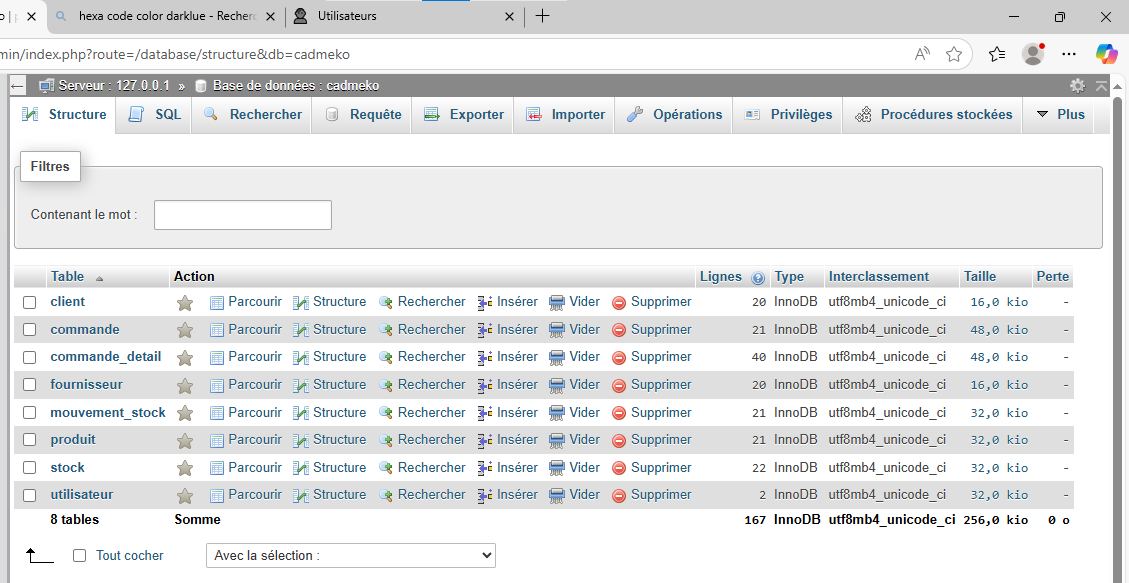 o | p
hexa code color darklue - Recherc
Utilisateurs
min/index.php?route=/database/structure&db=cadmeko
Serveur : 127.0.0.1 » Base de données : cadmeko
Structure SQL Rechercher Requête Exporter Importer Opérations Privilèges Procédures stockées Plus
Filtres
Contenant le mot :
Table Action Lignes Type Interclassement Taille Perte
client Parcourir Structure Rechercher Insérer Vider Supprimer 20 InnoDB utf8mb4_unicode_ci 16,0 kio -
commande Parcourir Structure Rechercher Insérer Vider Supprimer 21 InnoDB utf8mb4_unicode_ci 48,0 kio -
commande_detail Parcourir Structure Rechercher Insérer Vider Supprimer 40 InnoDB utf8mb4_unicode_ci 48,0 kio -
fournisseur Parcourir Structure Rechercher Insérer Vider Supprimer 20 InnoDB utf8mb4_unicode_ci 16,0 kio -
mouvement_stock Parcourir Structure Rechercher Insérer Vider Supprimer 21 InnoDB utf8mb4_unicode_ci 32,0 kio -
produit Parcourir Structure Rechercher Insérer Vider Supprimer 21 InnoDB utf8mb4_unicode_ci 32,0 kio -
stock Parcourir Structure Rechercher Insérer Vider Supprimer 22 InnoDB utf8mb4_unicode_ci 32,0 kio -
utilisateur Parcourir Structure Rechercher Insérer Vider Supprimer 2 InnoDB utf8mb4_unicode_ci 32,0 kio -
8 tables Somme 167 InnoDB utf8mb4_unicode_ci 256,0 kio 0 o
Tout cocher Avec la sélection :